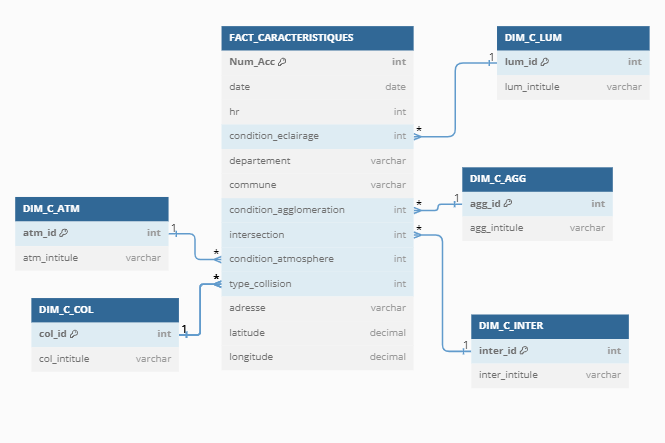 FACT_CARACTERISTIQUES
Num_Acc int
date date
hr int
condition_eclairage int
departement varchar
commune varchar
condition_agglomeration int
intersection int
condition_atmosphere int
type_collision int
adresse varchar
latitude decimal
longitude decimal
DIM_C_LUM
lum_id int
lum_intitule varchar
DIM_C_AGG
agg_id int
agg_intitule varchar
DIM_C_ATM
atm_id int
atm_intitule varchar
DIM_C_COL
col_id int
col_intitule varchar
DIM_C_INTER
inter_id int
inter_intitule varchar
1
*
1
*
*
1
*
1
*
1